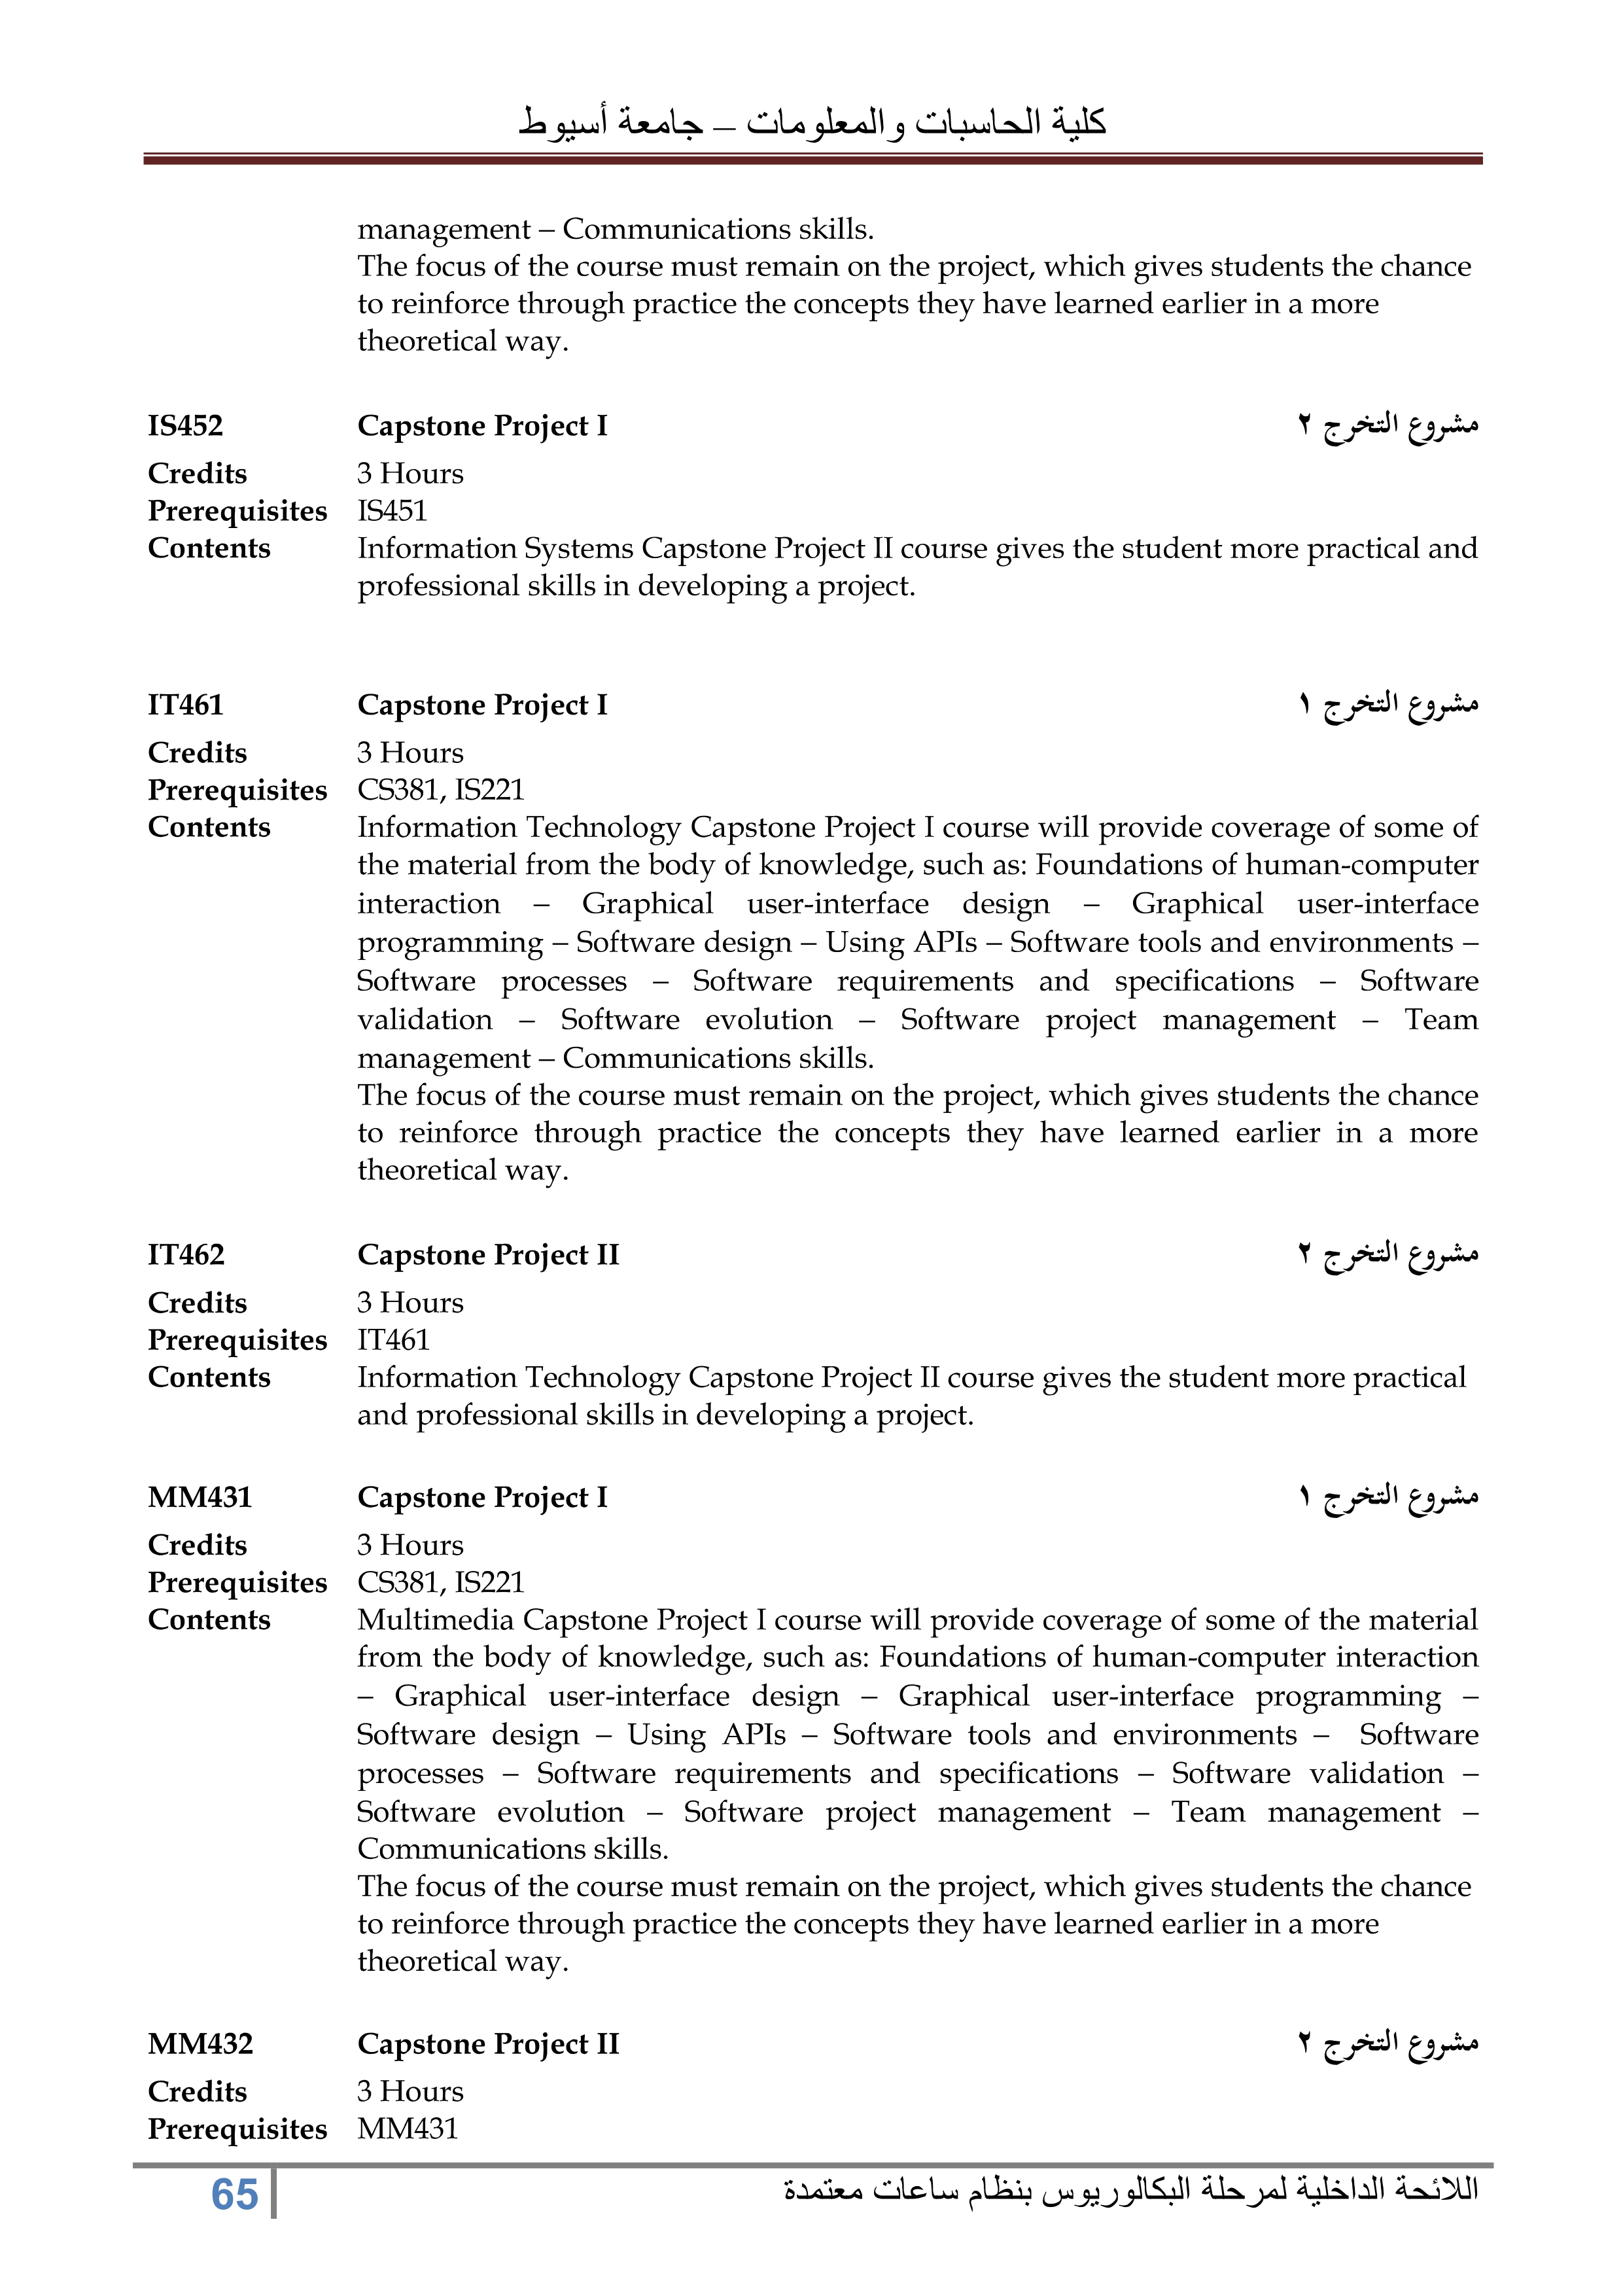 كلية الحاسبات والمعلومات – جامعة أسيوط
management – Communications skills.
The focus of the course must remain on the project, which gives students the chance
to reinforce through practice the concepts they have learned earlier in a more
theoretical way.
IS452 Capstone Project I مشروع التخرج ٢
Credits 3 Hours
Prerequisites IS451
Contents Information Systems Capstone Project II course gives the student more practical and
professional skills in developing a project.
IT461 Capstone Project I مشروع التخرج ١
Credits 3 Hours
Prerequisites CS381, IS221
Contents Information Technology Capstone Project I course will provide coverage of some of
the material from the body of knowledge, such as: Foundations of human-computer
interaction – Graphical user-interface design – Graphical user-interface
programming – Software design – Using APIs – Software tools and environments –
Software processes – Software requirements and specifications – Software
validation – Software evolution – Software project management – Team
management – Communications skills.
The focus of the course must remain on the project, which gives students the chance
to reinforce through practice the concepts they have learned earlier in a more
theoretical way.
IT462 Capstone Project II مشروع التخرج ٢
Credits 3 Hours
Prerequisites IT461
Contents Information Technology Capstone Project II course gives the student more practical
and professional skills in developing a project.
MM431 Capstone Project I مشروع التخرج ١
Credits 3 Hours
Prerequisites CS381, IS221
Contents Multimedia Capstone Project I course will provide coverage of some of the material
from the body of knowledge, such as: Foundations of human-computer interaction
– Graphical user-interface design – Graphical user-interface programming –
Software design – Using APIs – Software tools and environments – Software
processes – Software requirements and specifications – Software validation –
Software evolution – Software project management – Team management –
Communications skills.
The focus of the course must remain on the project, which gives students the chance
to reinforce through practice the concepts they have learned earlier in a more
theoretical way.
MM432 Capstone Project II مشروع التخرج ٢
Credits 3 Hours
Prerequisites MM431
65 اللائحة الداخلية لمرحلة البكالوريوس بنظام ساعات معتمدة